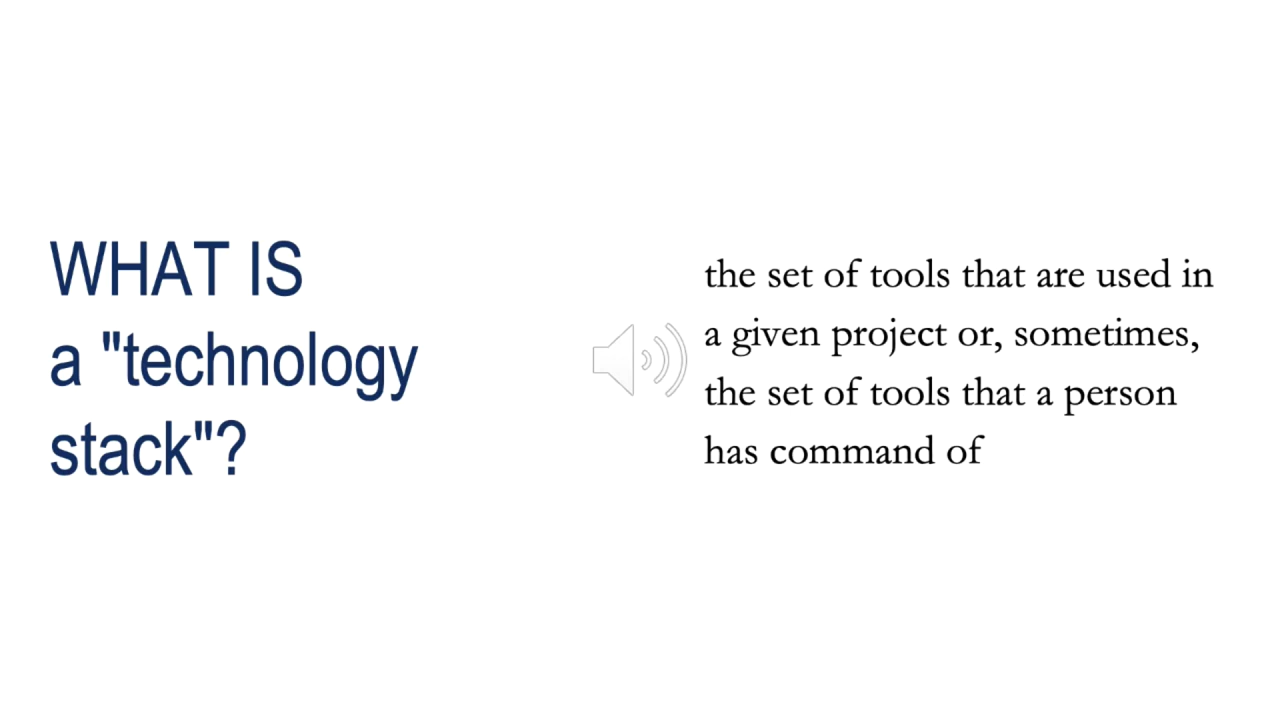 WHAT IS
a "technology
stack"?
the set of tools that are used in
a given project or, sometimes,
the set of tools that a person
has command of